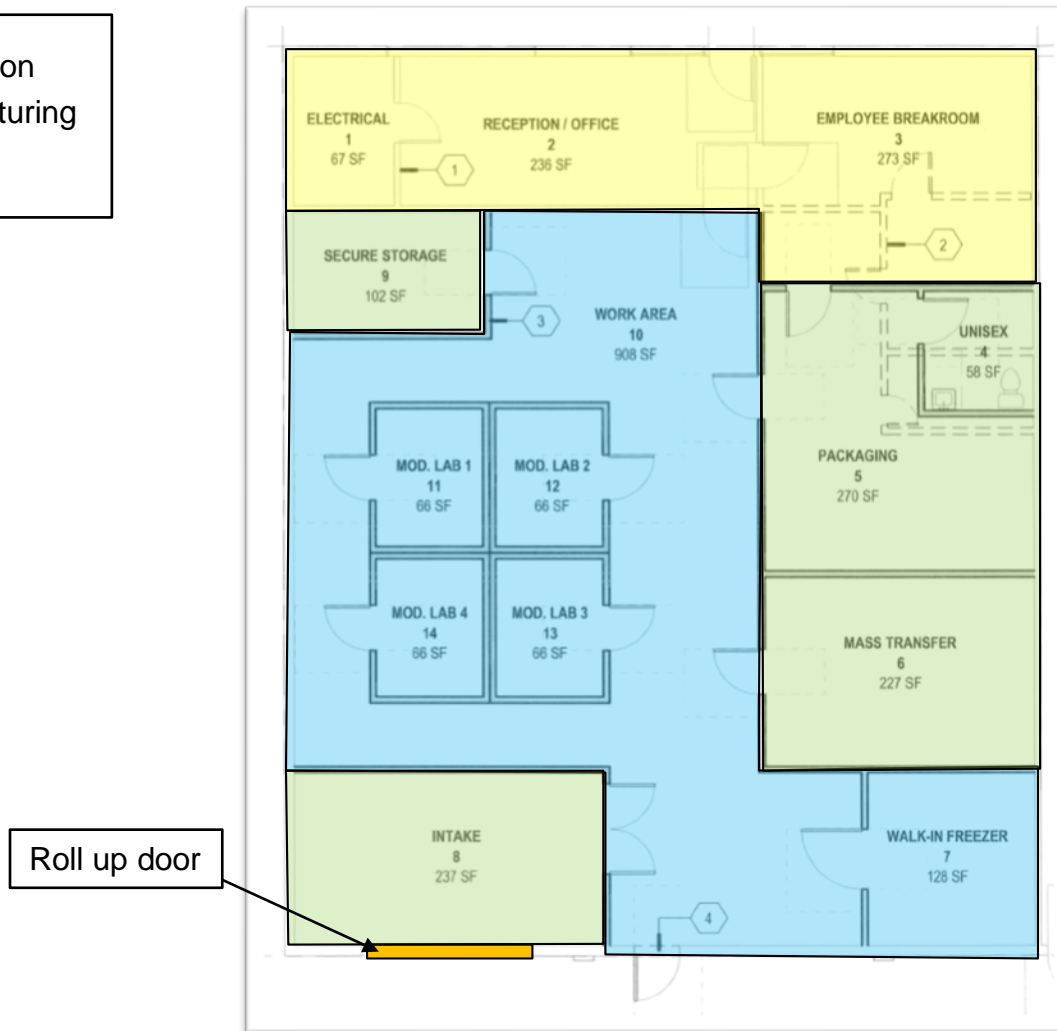 on
turing
ELECTRICAL
1
67 SF
RECEPTION / OFFICE
2
236 SF
EMPLOYEE BREAKROOM
3
273 SF
1
2
SECURE STORAGE
9
102 SF
3
WORK AREA
10
908 SF
UNISEX
4
58 SF
MOD. LAB 1
11
66 SF
MOD. LAB 2
12
66 SF
PACKAGING
5
270 SF
MOD. LAB 4
14
66 SF
MOD. LAB 3
13
66 SF
MASS TRANSFER
6
227 SF
Roll up door
INTAKE
8
237 SF
WALK-IN FREEZER
7
128 SF
4